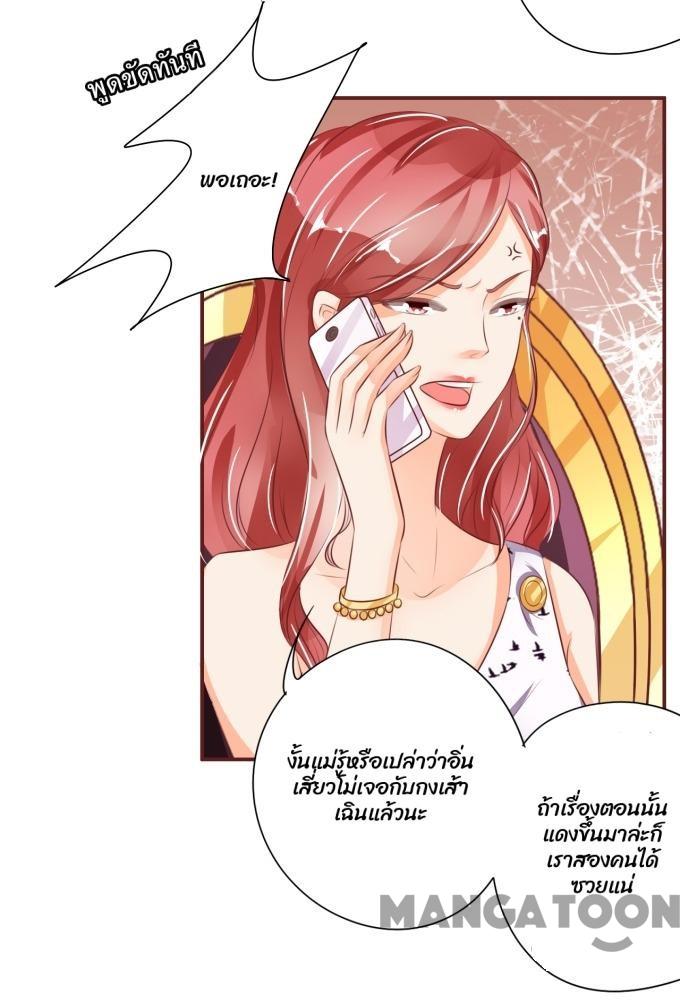 พูดขัดทันที
พอเถอะ!
งั้นแม่รู้หรือเปล่าว่าอิ่น
เสี่ยวโม่เจอกับกงเส้า
เฉินแล้วนะ
ถ้าเรื่องตอนนั้น
แดงขึ้นมาล่ะก็
เราสองคนได้
ซวยแน่
MANGATOON